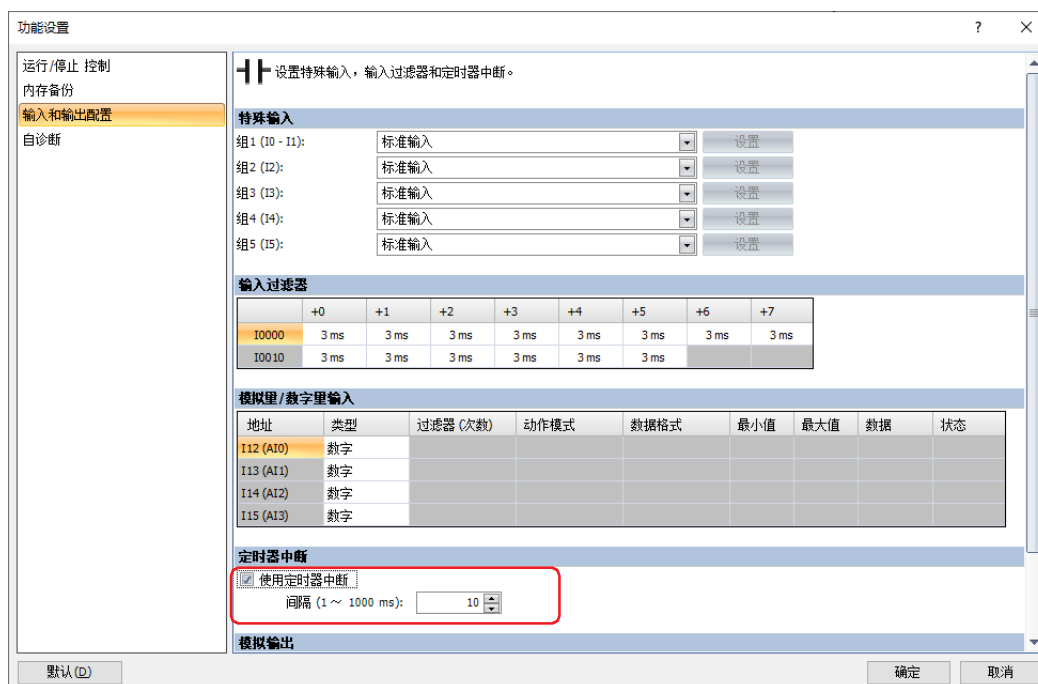 功能设置
?
运行/停止 控制
内存备份
输入和输出配置
自诊断
设置特殊输入，输入过滤器和定时器中断。
特殊输入
组1 (I0 - I1): 标准输入 设置
组2 (I2): 标准输入 设置
组3 (I3): 标准输入 设置
组4 (I4): 标准输入 设置
组5 (I5): 标准输入 设置
输入过滤器
+0 +1 +2 +3 +4 +5 +6 +7
I0000 3 ms 3 ms 3 ms 3 ms 3 ms 3 ms 3 ms 3 ms
I0010 3 ms 3 ms 3 ms 3 ms 3 ms 3 ms
模拟里/数字里输入
地址 类型 过滤器 (次数) 动作模式 数据格式 最小值 最大值 数据 状态
I12 (AI0) 数字
I13 (AI1) 数字
I14 (AI2) 数字
I15 (AI3) 数字
定时器中断
使用定时器中断
间隔 (1 ~ 1000 ms): 10
模拟输出
默认(D) 确定 取消